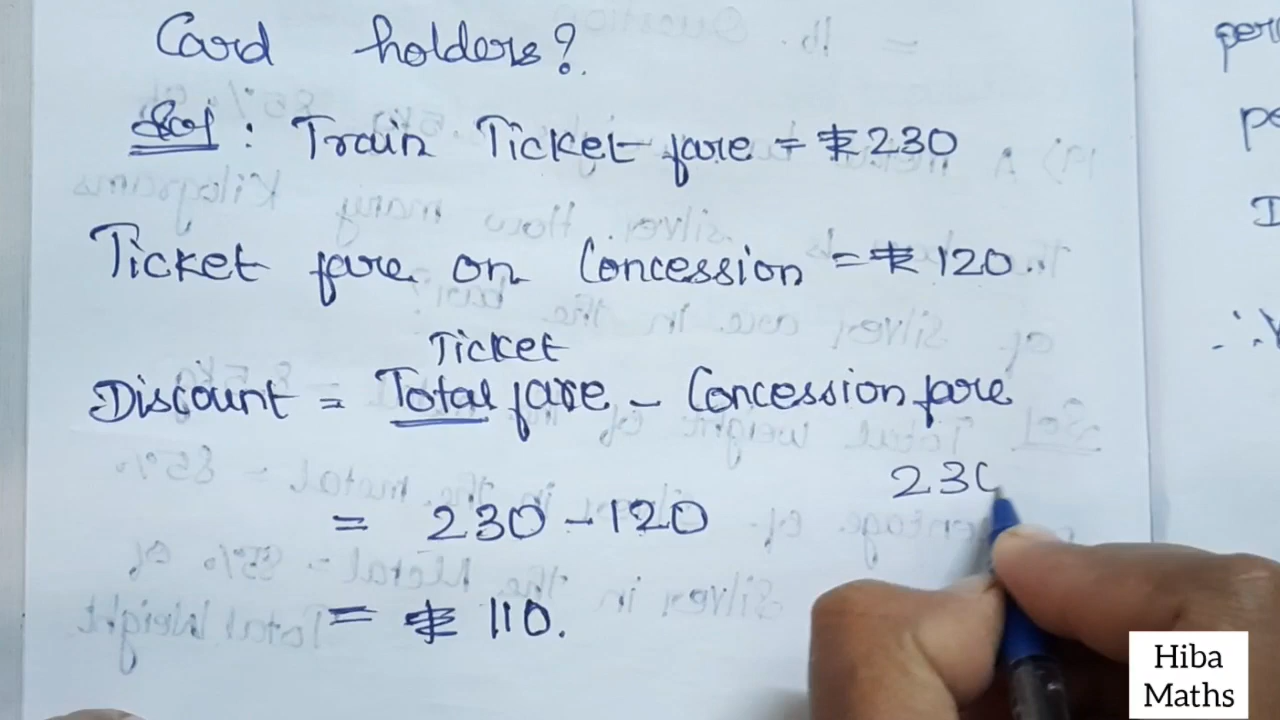 Card holders?
Sol : Train Ticket fare = ₹ 230
Ticket fare on Concession = ₹ 120.
Ticket
Discount = Total fare - Concession fare
230
= 230 - 120
= ₹ 110.
Hiba
Maths